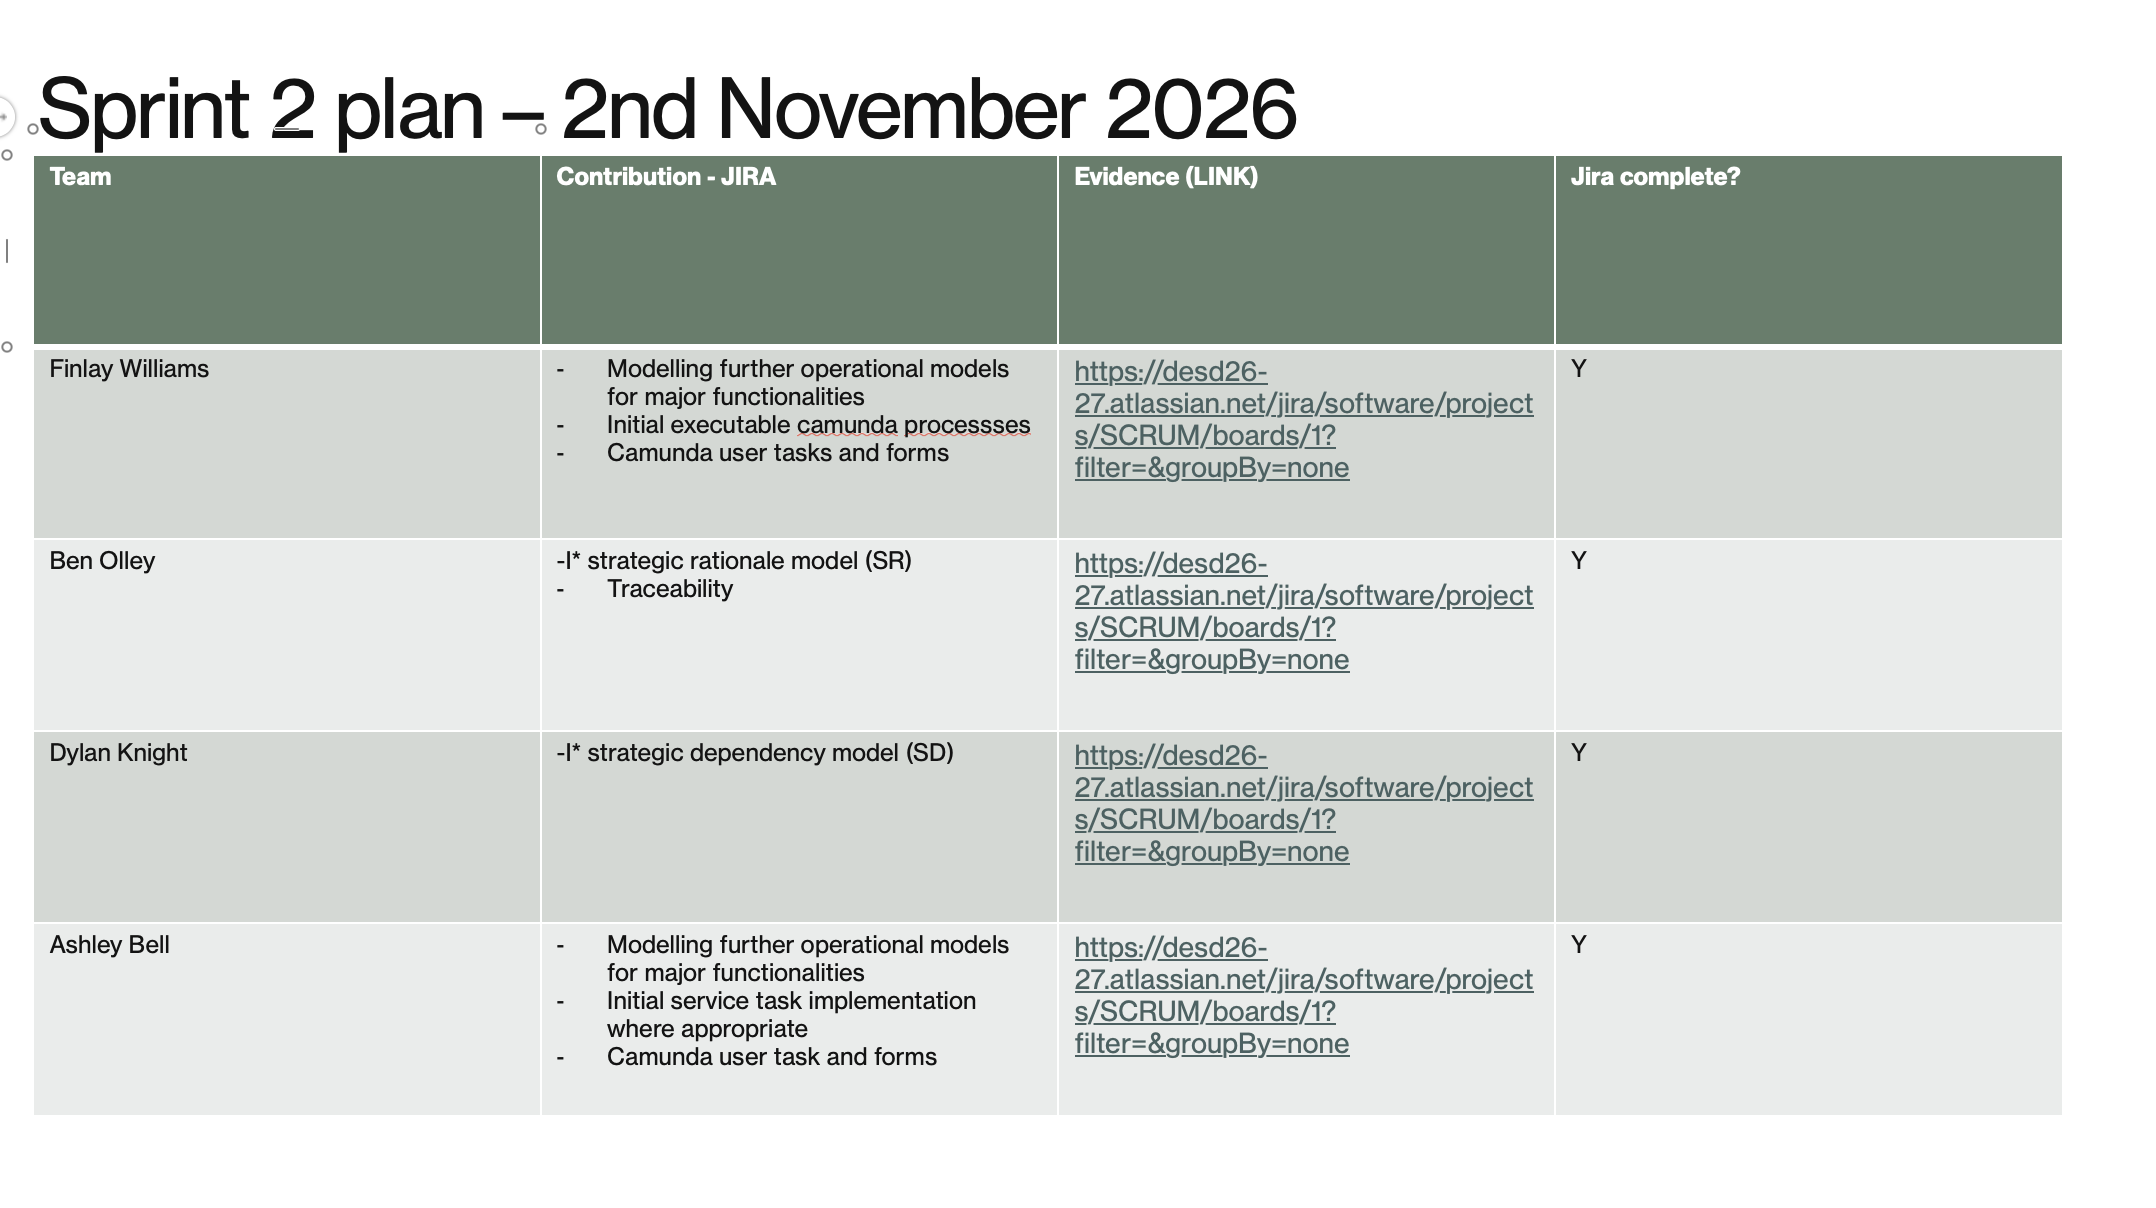 Sprint 2 plan – 2nd November 2026
Team
Contribution - JIRA
Evidence (LINK)
Jira complete?
Finlay Williams
- Modelling further operational models
for major functionalities
- Initial executable camunda processses
- Camunda user tasks and forms
https://desd26-
27.atlassian.net/jira/software/project
s/SCRUM/boards/1?
filter=&groupBy=none
Y
Ben Olley
-I* strategic rationale model (SR)
- Traceability
https://desd26-
27.atlassian.net/jira/software/project
s/SCRUM/boards/1?
filter=&groupBy=none
Y
Dylan Knight
-I* strategic dependency model (SD)
https://desd26-
27.atlassian.net/jira/software/project
s/SCRUM/boards/1?
filter=&groupBy=none
Y
Ashley Bell
- Modelling further operational models
for major functionalities
- Initial service task implementation
where appropriate
- Camunda user task and forms
https://desd26-
27.atlassian.net/jira/software/project
s/SCRUM/boards/1?
filter=&groupBy=none
Y